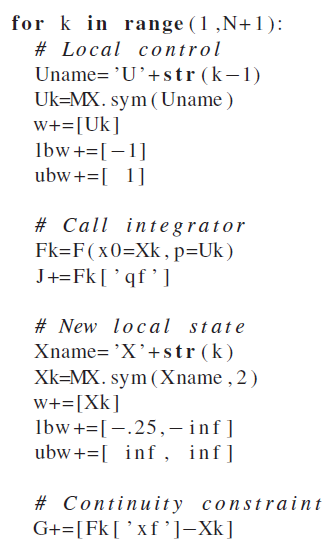 for k in range(1,N+1):
# Local control
Uname='U'+str(k-1)
Uk=MX.sym(Uname)
w+=[Uk]
lbw+=[-1]
ubw+=[ 1]
# Call integrator
Fk=F(x0=Xk,p=Uk)
J+=Fk['qf']
# New local state
Xname='X'+str(k)
Xk=MX.sym(Xname,2)
w+=[Xk]
lbw+=[-.25,-inf]
ubw+=[ inf, inf]
# Continuity constraint
G+=[Fk['xf']-Xk]